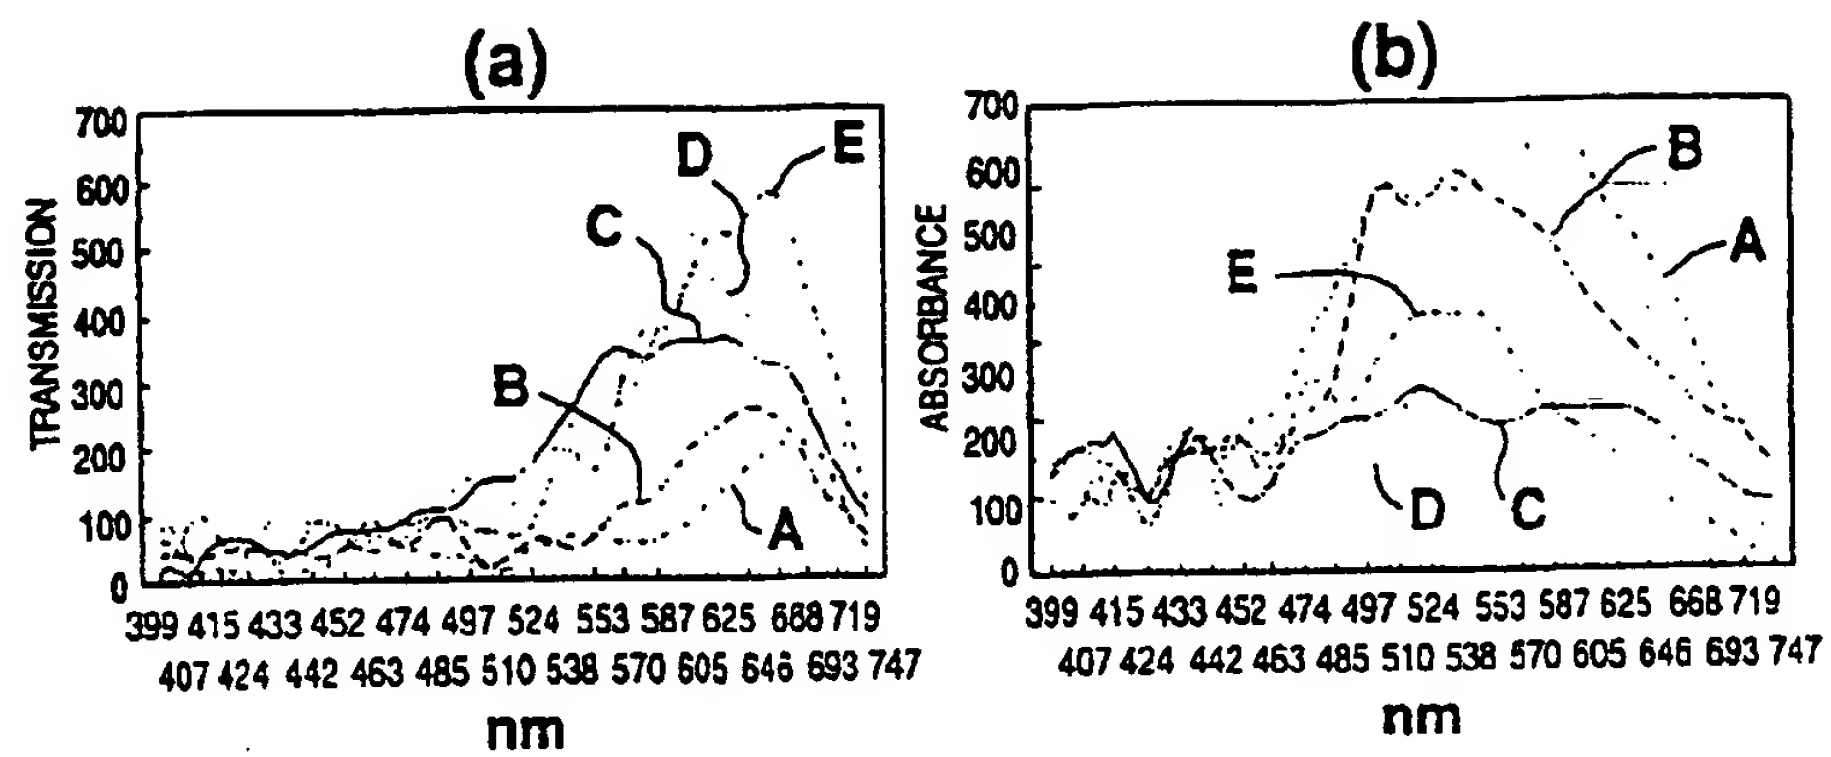 (a)
TRANSMISSION
700
600
500
400
300
200
100
0
A
B
C
D
E
399 415 433 452 474 497 524 553 587 625 688 719
407 424 442 463 485 510 538 570 605 646 693 747
nm
(b)
ABSORBANCE
700
600
500
400
300
200
100
0
B
A
E
D
C
399 415 433 452 474 497 524 553 587 625 668 719
407 424 442 463 485 510 538 570 605 646 693 747
nm